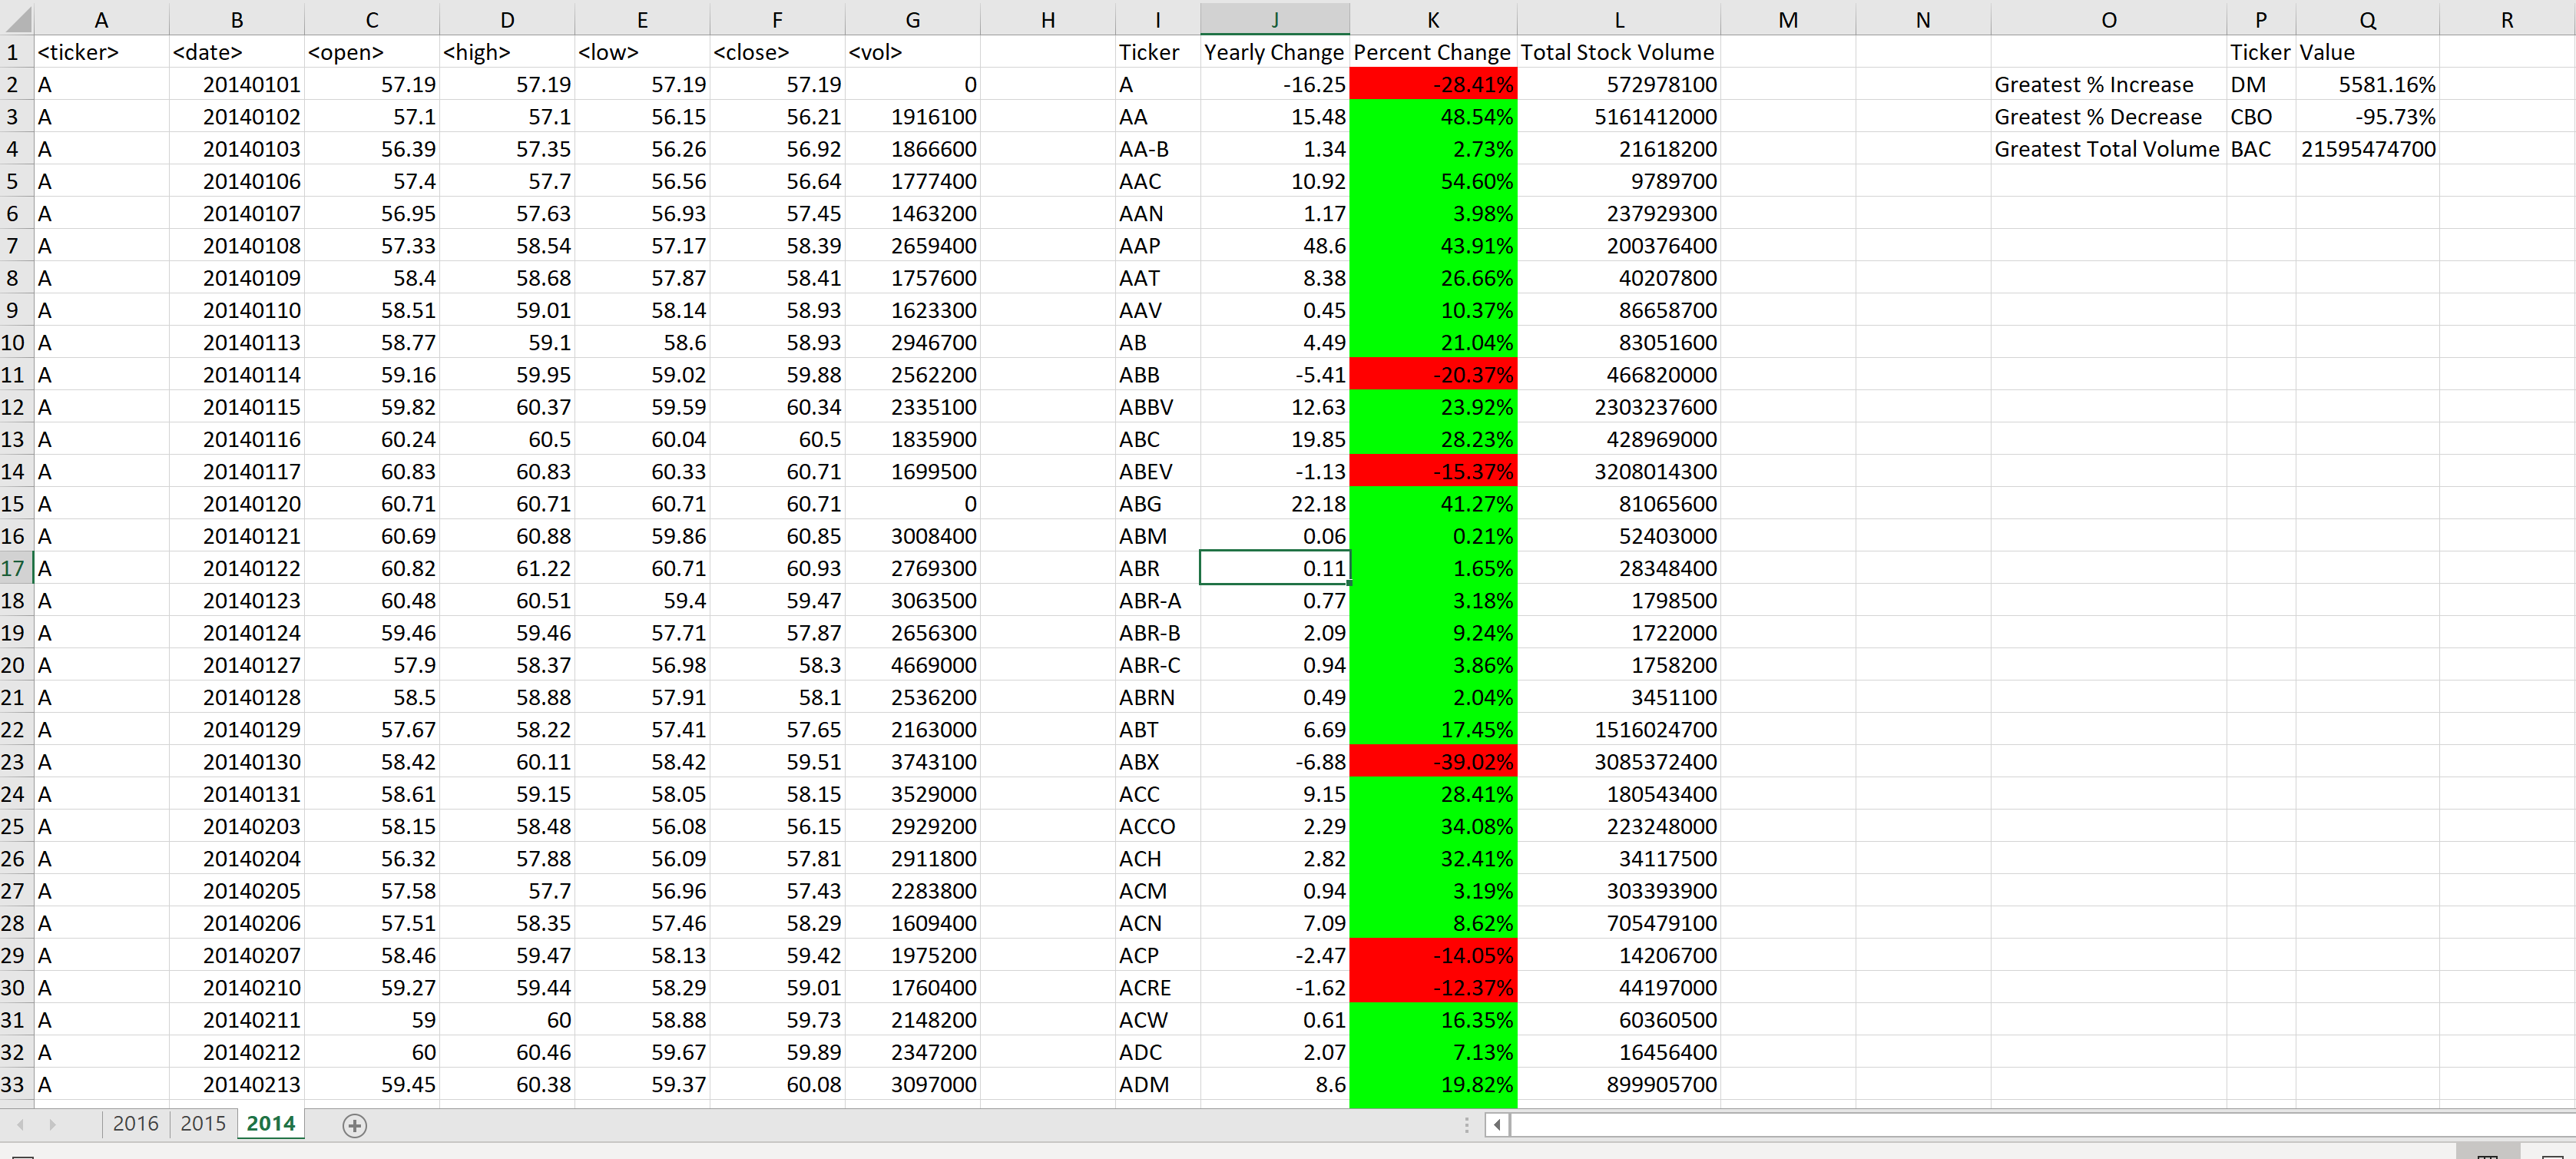 A B C D E F G H I J K L M N O P Q R
1 <ticker> <date> <open> <high> <low> <close> <vol> Ticker Yearly Change Percent Change Total Stock Volume Ticker Value
2 A 20140101 57.19 57.19 57.19 57.19 0 A -16.25 -28.41% 572978100 Greatest % Increase DM 5581.16%
3 A 20140102 57.1 57.1 56.15 56.21 1916100 AA 15.48 48.54% 5161412000 Greatest % Decrease CBO -95.73%
4 A 20140103 56.39 57.35 56.26 56.92 1866600 AA-B 1.34 2.73% 21618200 Greatest Total Volume BAC 21595474700
5 A 20140106 57.4 57.7 56.56 56.64 1777400 AAC 10.92 54.60% 9789700
6 A 20140107 56.95 57.63 56.93 57.45 1463200 AAN 1.17 3.98% 237929300
7 A 20140108 57.33 58.54 57.17 58.39 2659400 AAP 48.6 43.91% 200376400
8 A 20140109 58.4 58.68 57.87 58.41 1757600 AAT 8.38 26.66% 40207800
9 A 20140110 58.51 59.01 58.14 58.93 1623300 AAV 0.45 10.37% 86658700
10 A 20140113 58.77 59.1 58.6 58.93 2946700 AB 4.49 21.04% 83051600
11 A 20140114 59.16 59.95 59.02 59.88 2562200 ABB -5.41 -20.37% 466820000
12 A 20140115 59.82 60.37 59.59 60.34 2335100 ABBV 12.63 23.92% 2303237600
13 A 20140116 60.24 60.5 60.04 60.5 1835900 ABC 19.85 28.23% 428969000
14 A 20140117 60.83 60.83 60.33 60.71 1699500 ABEV -1.13 -15.37% 3208014300
15 A 20140120 60.71 60.71 60.71 60.71 0 ABG 22.18 41.27% 81065600
16 A 20140121 60.69 60.88 59.86 60.85 3008400 ABM 0.06 0.21% 52403000
17 A 20140122 60.82 61.22 60.71 60.93 2769300 ABR 0.11 1.65% 28348400
18 A 20140123 60.48 60.51 59.4 59.47 3063500 ABR-A 0.77 3.18% 1798500
19 A 20140124 59.46 59.46 57.71 57.87 2656300 ABR-B 2.09 9.24% 1722000
20 A 20140127 57.9 58.37 56.98 58.3 4669000 ABR-C 0.94 3.86% 1758200
21 A 20140128 58.5 58.88 57.91 58.1 2536200 ABRN 0.49 2.04% 3451100
22 A 20140129 57.67 58.22 57.41 57.65 2163000 ABT 6.69 17.45% 1516024700
23 A 20140130 58.42 60.11 58.42 59.51 3743100 ABX -6.88 -39.02% 3085372400
24 A 20140131 58.61 59.15 58.05 58.15 3529000 ACC 9.15 28.41% 180543400
25 A 20140203 58.15 58.48 56.08 56.15 2929200 ACCO 2.29 34.08% 223248000
26 A 20140204 56.32 57.88 56.09 57.81 2911800 ACH 2.82 32.41% 34117500
27 A 20140205 57.58 57.7 56.96 57.43 2283800 ACM 0.94 3.19% 303393900
28 A 20140206 57.51 58.35 57.46 58.29 1609400 ACN 7.09 8.62% 705479100
29 A 20140207 58.46 59.47 58.13 59.42 1975200 ACP -2.47 -14.05% 14206700
30 A 20140210 59.27 59.44 58.29 59.01 1760400 ACRE -1.62 -12.37% 44197000
31 A 20140211 59 60 58.88 59.73 2148200 ACW 0.61 16.35% 60360500
32 A 20140212 60 60.46 59.67 59.89 2347200 ADC 2.07 7.13% 16456400
33 A 20140213 59.45 60.38 59.37 60.08 3097000 ADM 8.6 19.82% 899905700
2016 2015 2014